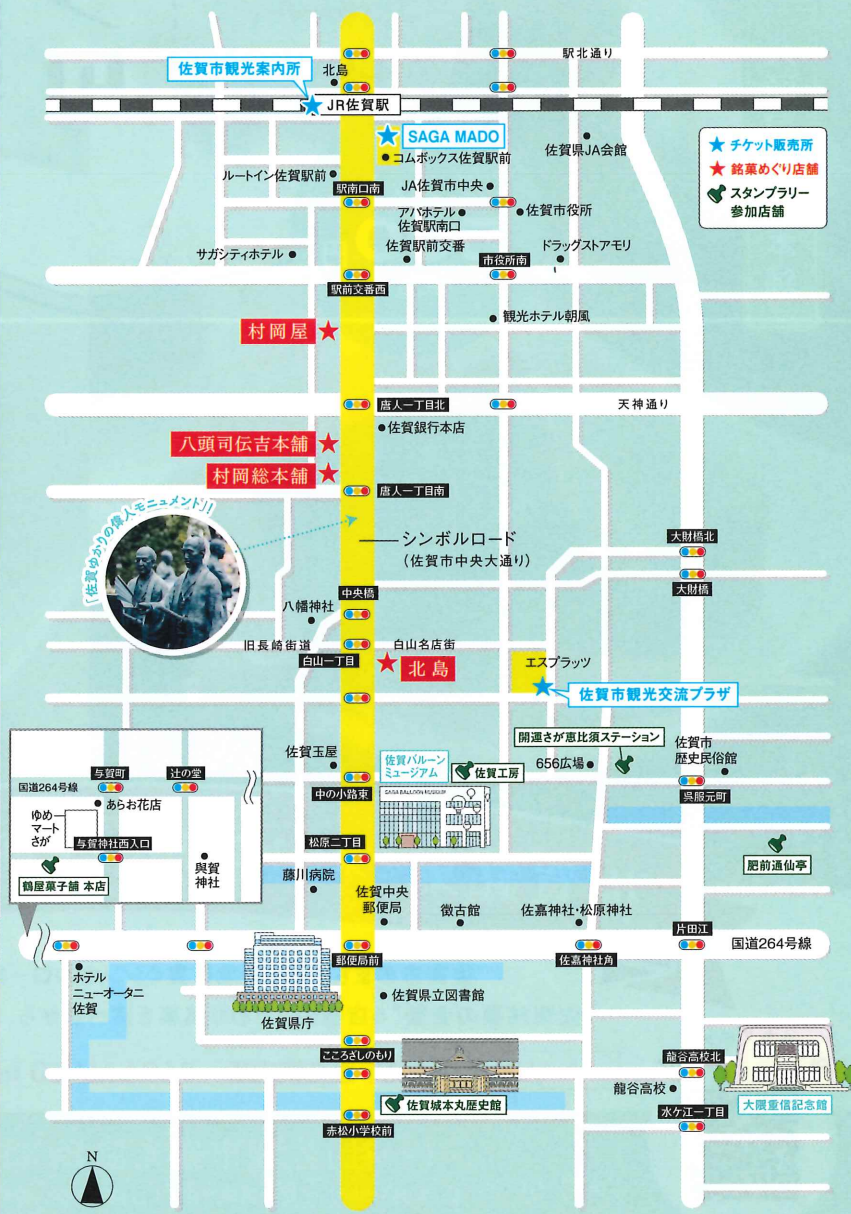 駅北通り
佐賀市観光案内所
北島
JR佐賀駅
SAGA MADO
コムボックス佐賀駅前
佐賀県JA会館
チケット販売所
銘菓めぐり店舗
スタンプラリー
参加店舗
ルートイン佐賀駅前
駅南口南
JA佐賀市中央
アパホテル
佐賀駅南口
佐賀市役所
サガシティホテル
佐賀駅前交番
市役所南
ドラッグストアモリ
駅前交番西
村岡屋
観光ホテル朝風
唐人一丁目北
天神通り
佐賀銀行本店
八頭司伝吉本舗
村岡総本舗
唐人一丁目南
「佐賀ゆかりの偉人モニュメント」!
シンボルロード
(佐賀市中央大通り)
大財橋北
大財橋
中央橋
八幡神社
旧長崎街道
白山名店街
白山一丁目
北島
エスプラッツ
佐賀市観光交流プラザ
開運さが恵比須ステーション
佐賀玉屋
佐賀バルーン
ミュージアム
佐賀工房
656広場
佐賀市
歴史民俗館
SAGA BALLOON MUSEUM
中の小路東
呉服元町
与賀町
辻の堂
国道264号線
あらお花店
ゆめ
マート
さが
与賀神社西入口
與賀
神社
鶴屋菓子舗 本店
松原二丁目
肥前通仙亭
藤川病院
佐賀中央
郵便局
徴古館
佐嘉神社・松原神社
片田江
国道264号線
郵便局前
佐嘉神社角
ホテル
ニューオータニ
佐賀
佐賀県庁
佐賀県立図書館
こころざしのもり
龍谷高校北
龍谷高校
佐賀城本丸歴史館
大隈重信記念館
水ケ江一丁目
赤松小学校前
N